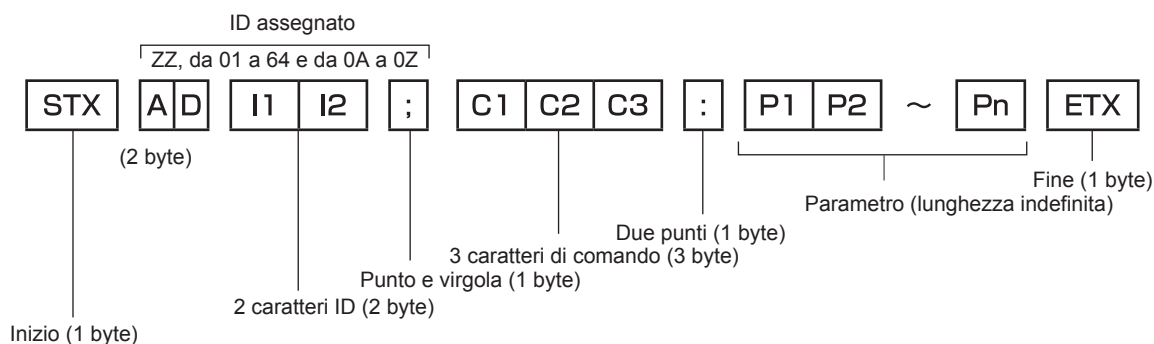 ID assegnato
ZZ, da 01 a 64 e da 0A a 0Z
STX A D I1 I2 ; C1 C2 C3 : P1 P2 ～ Pn ETX
(2 byte)
Fine (1 byte)
Parametro (lunghezza indefinita)
Due punti (1 byte)
3 caratteri di comando (3 byte)
Punto e virgola (1 byte)
2 caratteri ID (2 byte)
Inizio (1 byte)